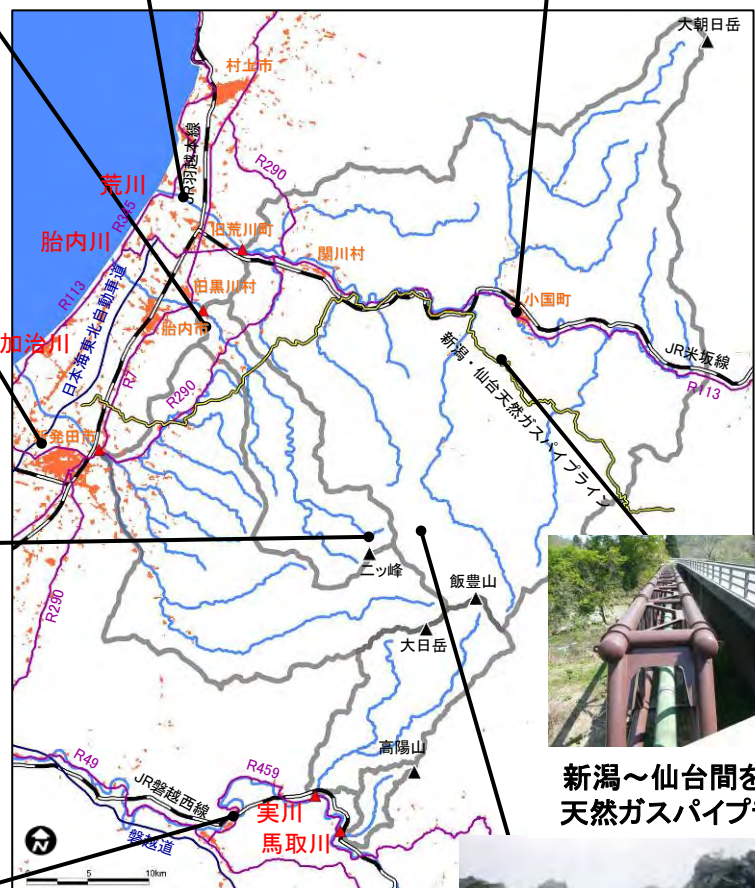 大朝日岳
村上市
JR羽越本線
R290
荒川
R345
旧荒川町
胎内川
関川村
R113
旧黒川村
小国町
日本海東北自動車道
胎内市
加治川
R7
R290
JR米坂線
R113
新潟・仙台天然ガスパイプライン
発田市
二ッ峰
飯豊山
大日岳
R290
高陽山
R49
JR磐越西線
R459
実川
磐越道
馬取川
5 10km
N
新潟～仙台間を
天然ガスパイプ